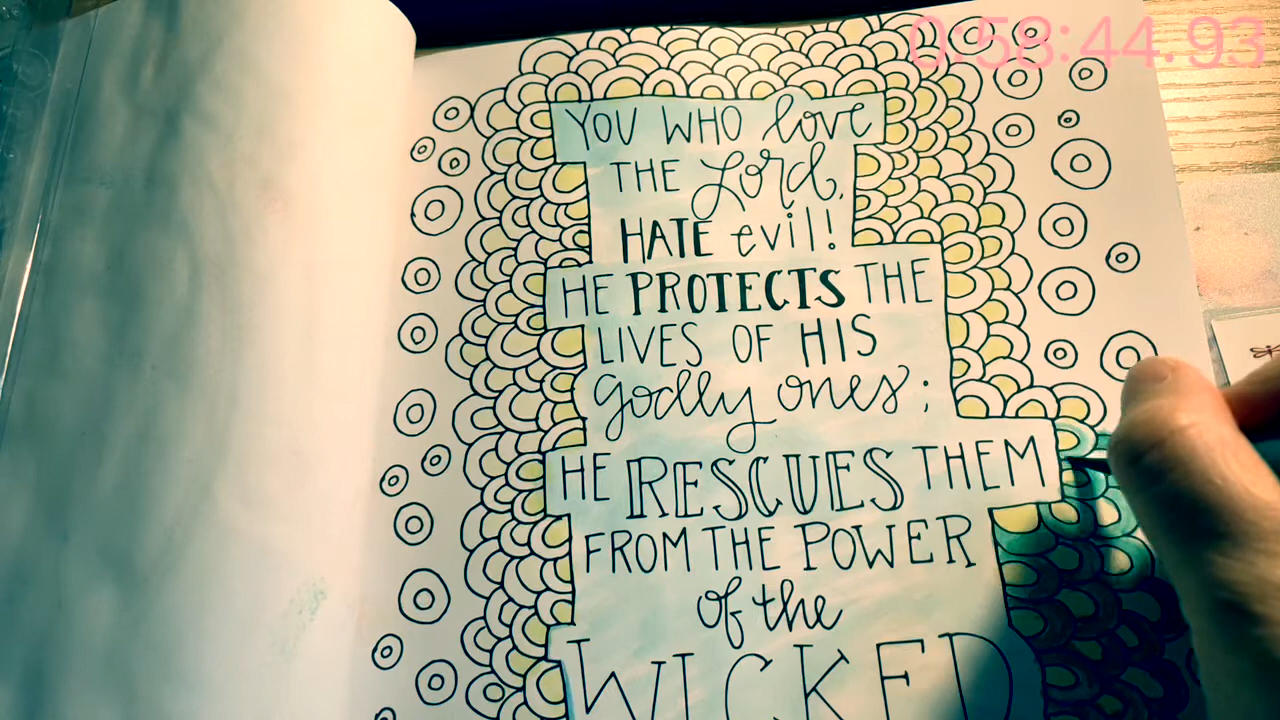 0:58:44.93
YOU WHO love
THE Lord,
HATE evil!
HE PROTECTS THE
LIVES OF HIS
godly ones;
HE RESCUES THEM
FROM THE POWER
of the
WICKED